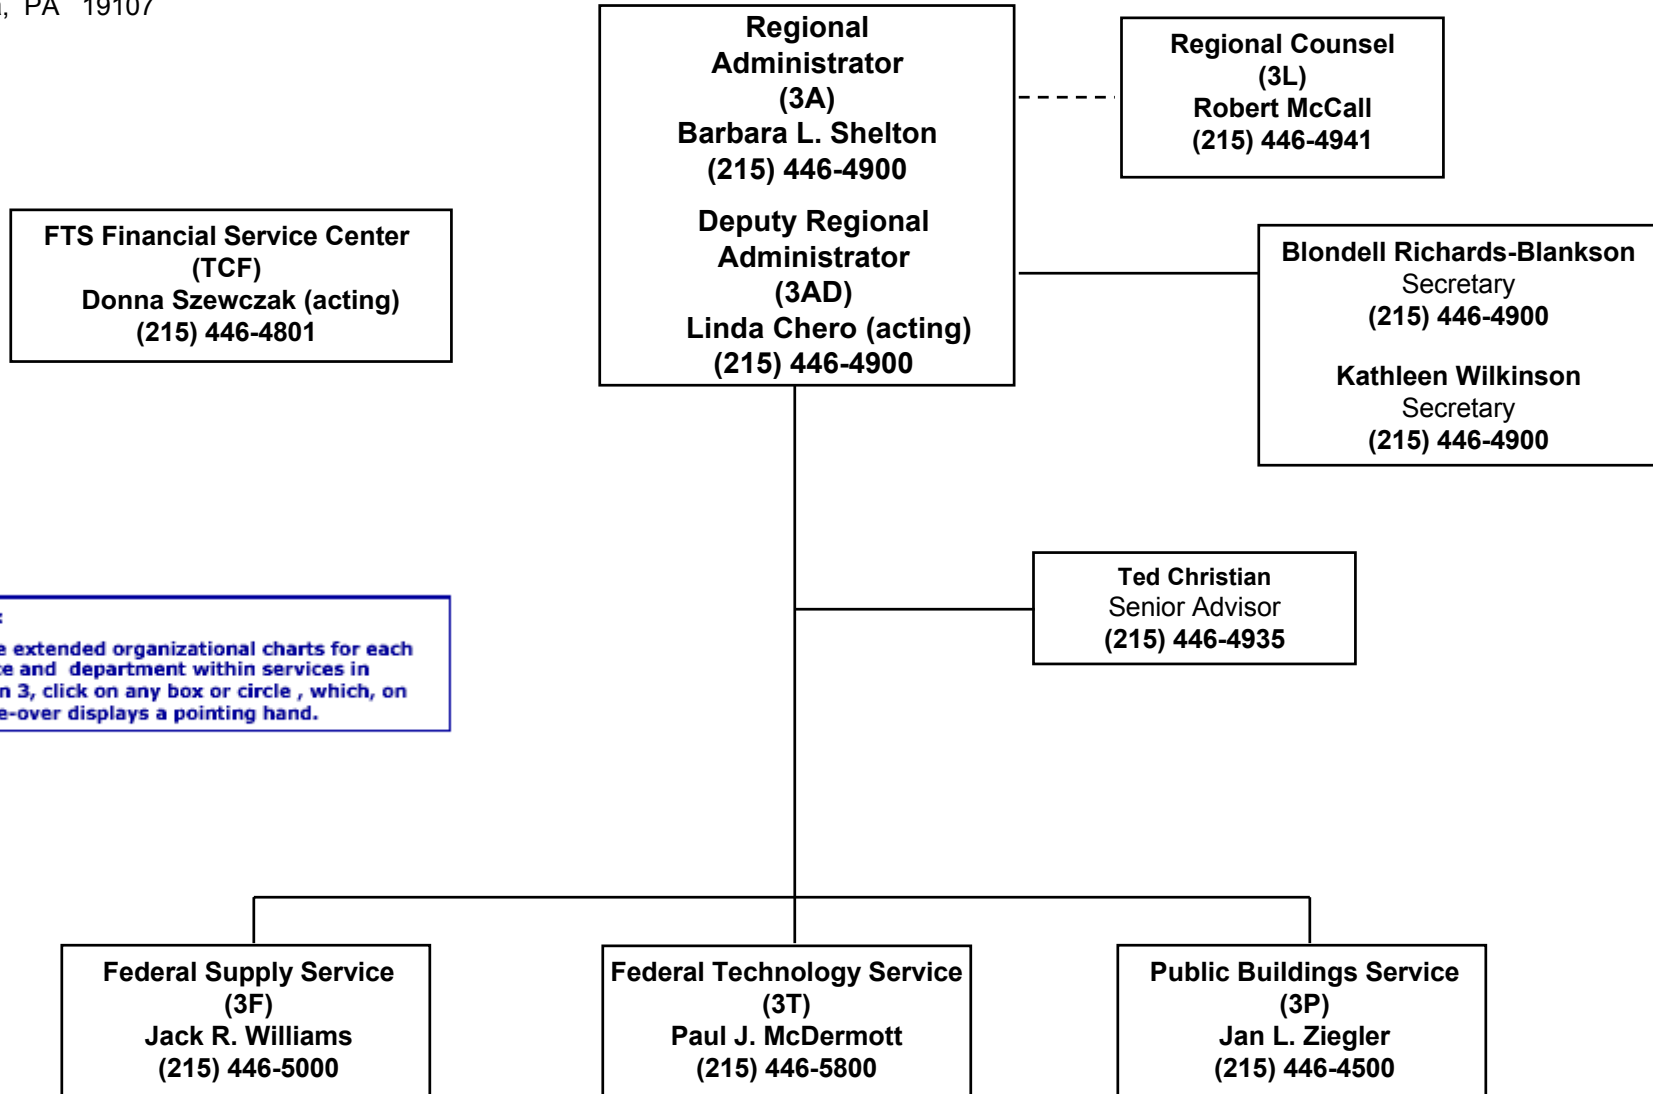 PA 19107
Regional
Administrator
(3A)
Barbara L. Shelton
(215) 446-4900
Deputy Regional
Administrator
(3AD)
Linda Chero (acting)
(215) 446-4900
Regional Counsel
(3L)
Robert McCall
(215) 446-4941
FTS Financial Service Center
(TCF)
Donna Szewczak (acting)
(215) 446-4801
Blondell Richards-Blankson
Secretary
(215) 446-4900
Kathleen Wilkinson
Secretary
(215) 446-4900
Ted Christian
Senior Advisor
(215) 446-4935
extended organizational charts for each
and department within services in
3, click on any box or circle , which, on
-over displays a pointing hand.
Federal Supply Service
(3F)
Jack R. Williams
(215) 446-5000
Federal Technology Service
(3T)
Paul J. McDermott
(215) 446-5800
Public Buildings Service
(3P)
Jan L. Ziegler
(215) 446-4500